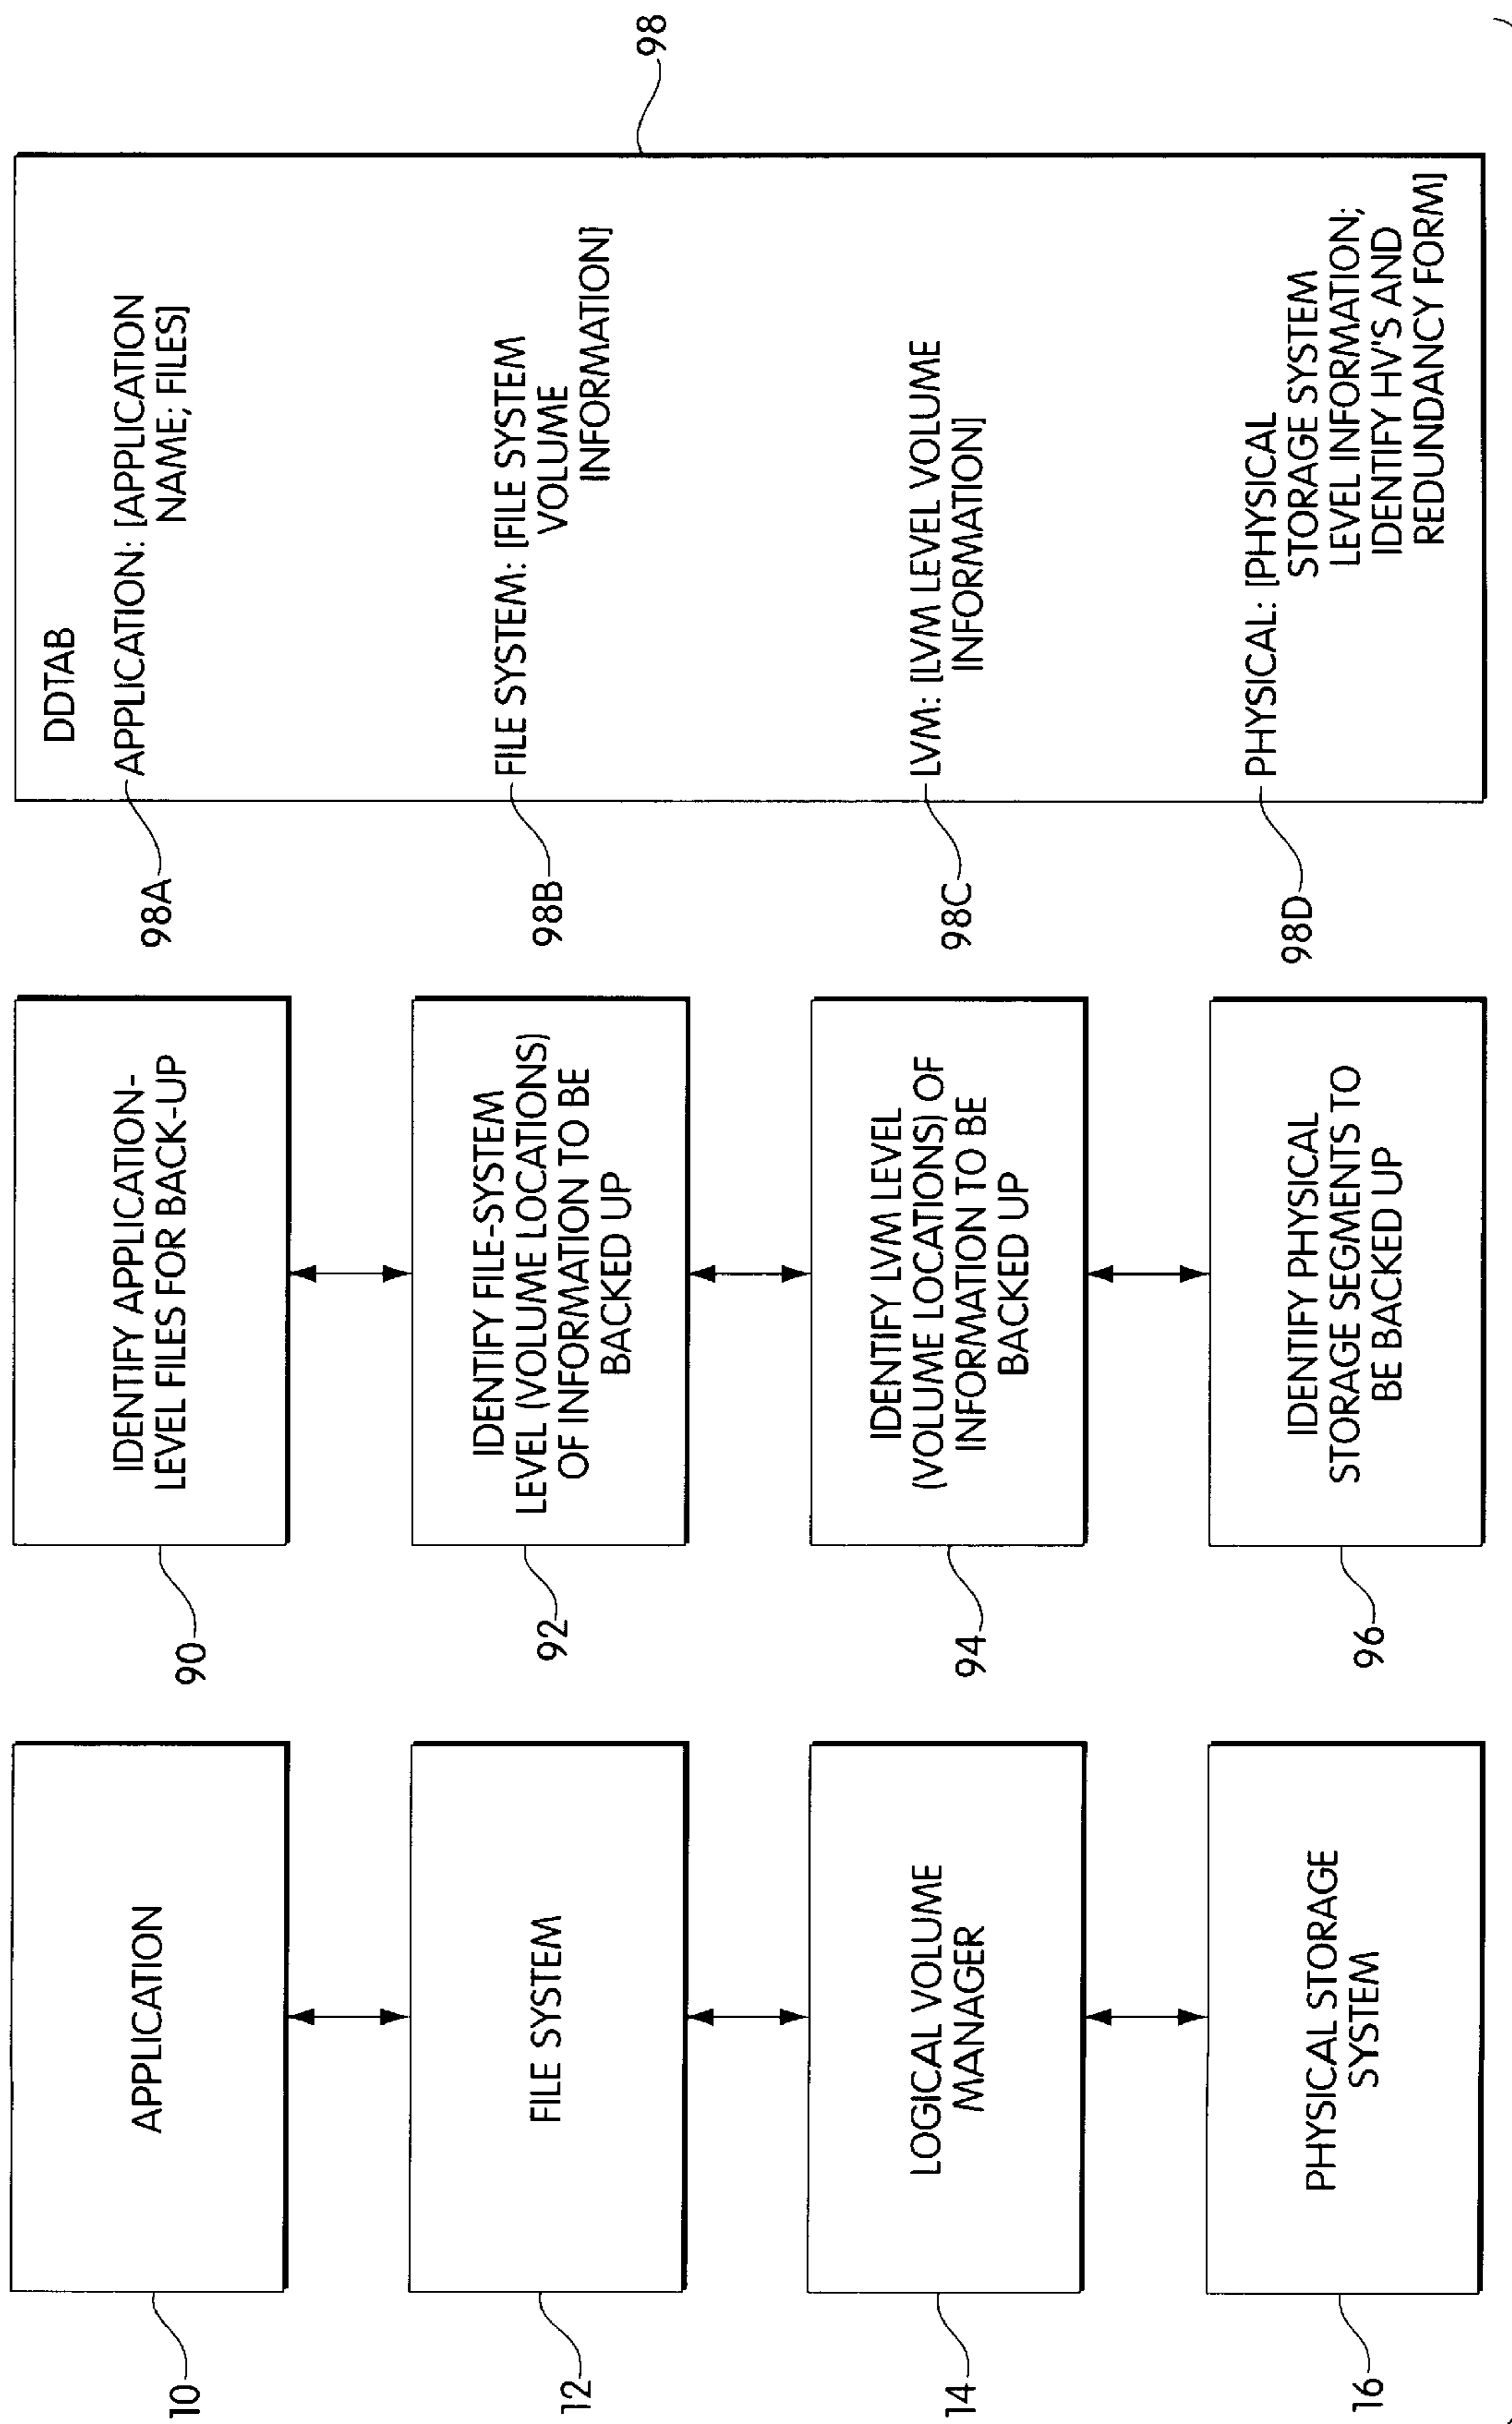 10
APPLICATION
12
FILE SYSTEM
14
LOGICAL VOLUME
MANAGER
16
PHYSICAL STORAGE
SYSTEM
90
IDENTIFY APPLICATION-
LEVEL FILES FOR BACK-UP
92
IDENTIFY FILE-SYSTEM
LEVEL (VOLUME LOCATIONS)
OF INFORMATION TO BE
BACKED UP
94
IDENTIFY LVM LEVEL
(VOLUME LOCATIONS) OF
INFORMATION TO BE
BACKED UP
96
IDENTIFY PHYSICAL
STORAGE SEGMENTS TO
BE BACKED UP
98
DDTAB
98A
APPLICATION: [APPLICATION
NAME; FILES]
98B
FILE SYSTEM: [FILE SYSTEM
VOLUME
INFORMATION]
98C
LVM: [LVM LEVEL VOLUME
INFORMATION]
98D
PHYSICAL: [PHYSICAL
STORAGE SYSTEM
LEVEL INFORMATION;
IDENTIFY HV'S AND
REDUNDANCY FORM]